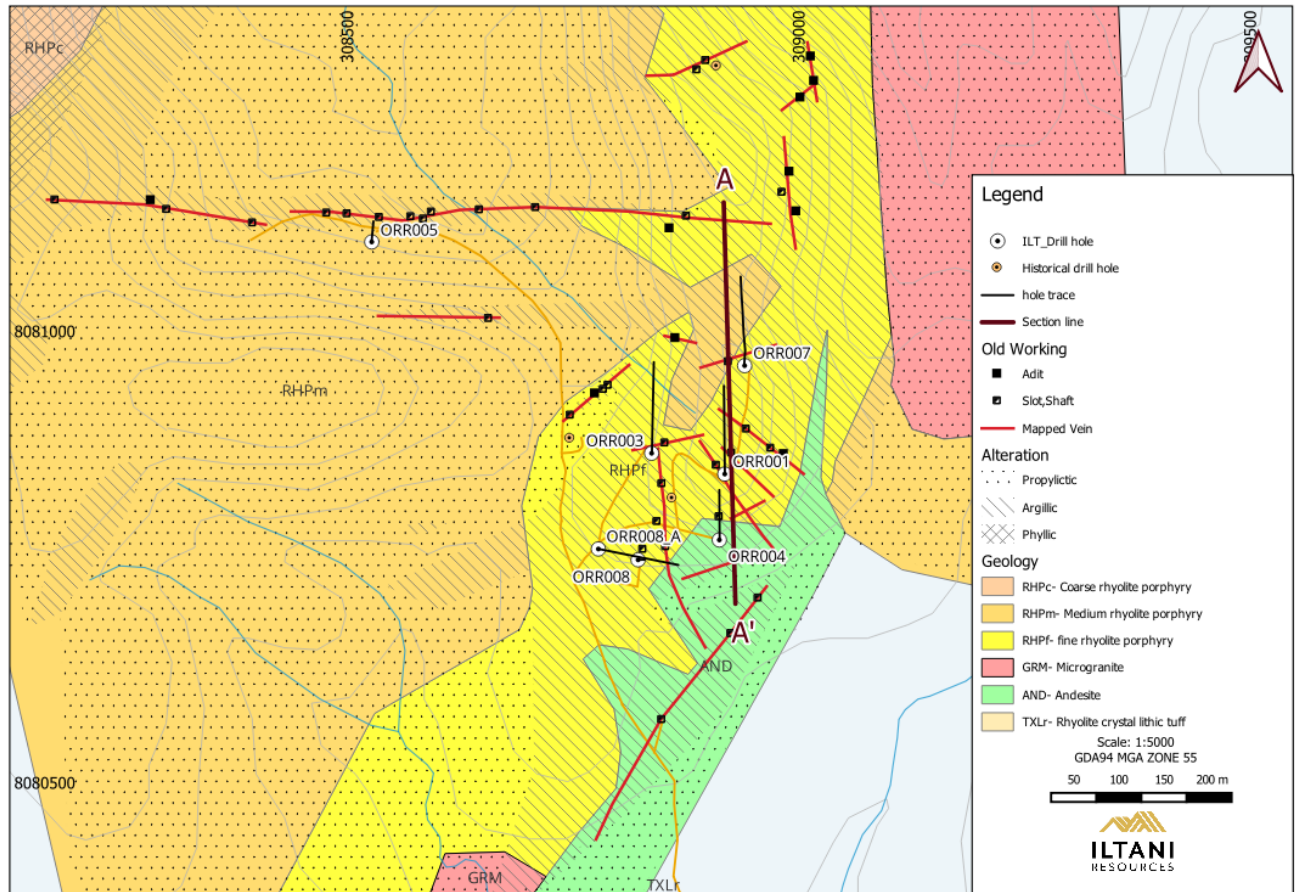 308500
309000
309500
RHPc
A
ORR005
8081000
ORR007
RHPm
ORR003
RHPf
ORR001
ORR008_A
ORR004
ORR008
A'
AND
8080500
GRM
TXLr
Legend
ILT_Drill hole
Historical drill hole
hole trace
Section line
Old Working
Adit
Slot,Shaft
Mapped Vein
Alteration
Propylictic
Argillic
Phyllic
Geology
RHPc- Coarse rhyolite porphyry
RHPm- Medium rhyolite porphyry
RHPf- fine rhyolite porphyry
GRM- Microgranite
AND- Andesite
TXLr- Rhyolite crystal lithic tuff
Scale: 1:5000
GDA94 MGA ZONE 55
50 100 150 200 m
ILTANI
RESOURCES